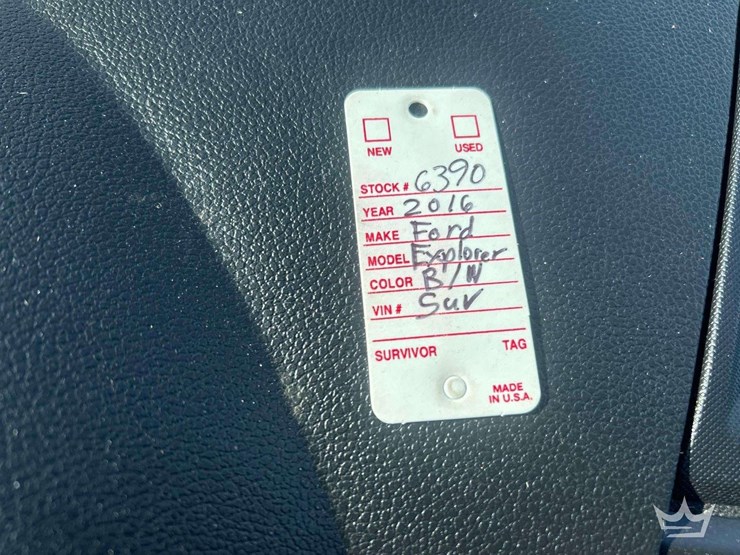 NEW USED
STOCK # 6390
YEAR 2016
MAKE Ford
MODEL Explorer
COLOR B/W
VIN # Suv
SURVIVOR TAG
MADE
IN U.S.A.